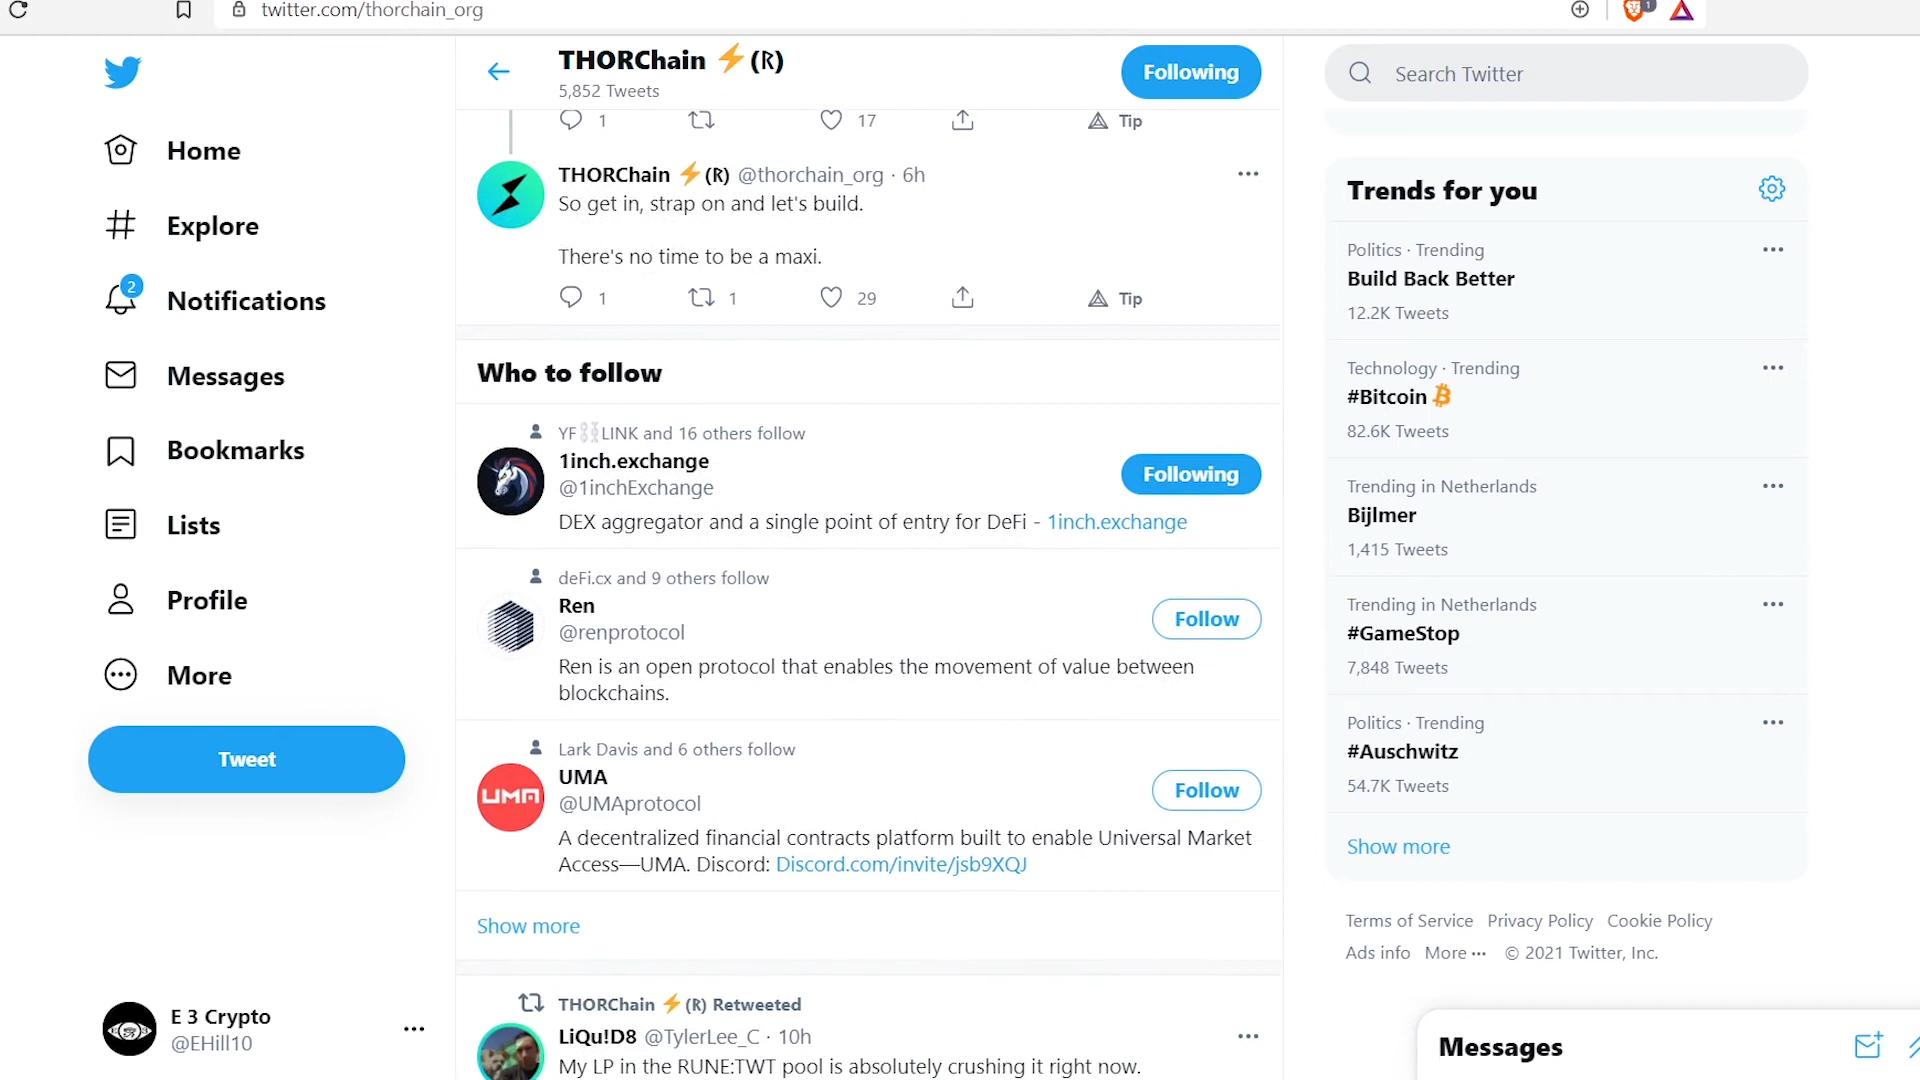 twitter.com/thorchain_org
1
Home
Explore
2
Notifications
Messages
Bookmarks
Lists
Profile
More
Tweet
E 3 Crypto
@EHill10
THORChain ⚡(ᚱ)
5,852 Tweets
Following
1 17 Tip
THORChain ⚡(ᚱ) @thorchain_org · 6h
So get in, strap on and let's build.
There's no time to be a maxi.
1 1 29 Tip
Who to follow
YF⛓LINK and 16 others follow
1inch.exchange
@1inchExchange
Following
DEX aggregator and a single point of entry for DeFi - 1inch.exchange
deFi.cx and 9 others follow
Ren
@renprotocol
Follow
Ren is an open protocol that enables the movement of value between
blockchains.
Lark Davis and 6 others follow
UMA
UMA
@UMAprotocol
Follow
A decentralized financial contracts platform built to enable Universal Market
Access—UMA. Discord: Discord.com/invite/jsb9XQJ
Show more
THORChain ⚡(ᚱ) Retweeted
LiQu!D8 @TylerLee_C · 10h
My LP in the RUNE:TWT pool is absolutely crushing it right now.
Search Twitter
Trends for you
Politics · Trending
Build Back Better
12.2K Tweets
Technology · Trending
#Bitcoin
82.6K Tweets
Trending in Netherlands
Bijlmer
1,415 Tweets
Trending in Netherlands
#GameStop
7,848 Tweets
Politics · Trending
#Auschwitz
54.7K Tweets
Show more
Terms of Service Privacy Policy Cookie Policy
Ads info More ··· © 2021 Twitter, Inc.
Messages